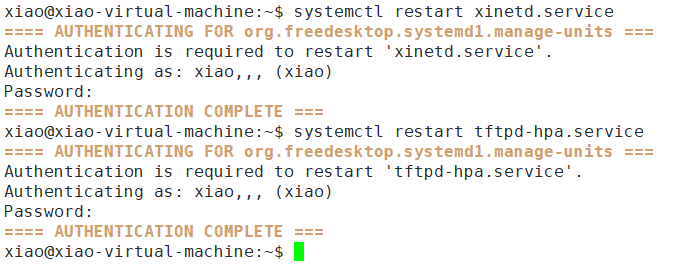 xiao@xiao-virtual-machine:~$ systemctl restart xinetd.service
==== AUTHENTICATING FOR org.freedesktop.systemd1.manage-units ===
Authentication is required to restart 'xinetd.service'.
Authenticating as: xiao,,, (xiao)
Password:
==== AUTHENTICATION COMPLETE ===
xiao@xiao-virtual-machine:~$ systemctl restart tftpd-hpa.service
==== AUTHENTICATING FOR org.freedesktop.systemd1.manage-units ===
Authentication is required to restart 'tftpd-hpa.service'.
Authenticating as: xiao,,, (xiao)
Password:
==== AUTHENTICATION COMPLETE ===
xiao@xiao-virtual-machine:~$